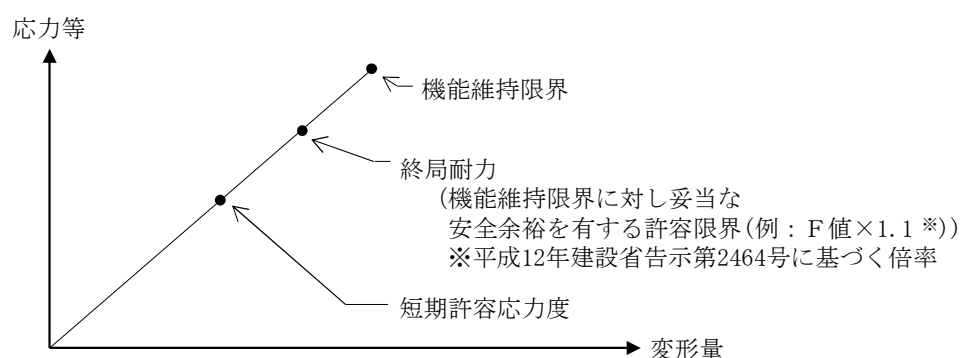 応力等
機能維持限界
終局耐力
(機能維持限界に対し妥当な
安全余裕を有する許容限界(例：Ｆ値×1.1※))
※平成12年建設省告示第2464号に基づく倍率
短期許容応力度
変形量